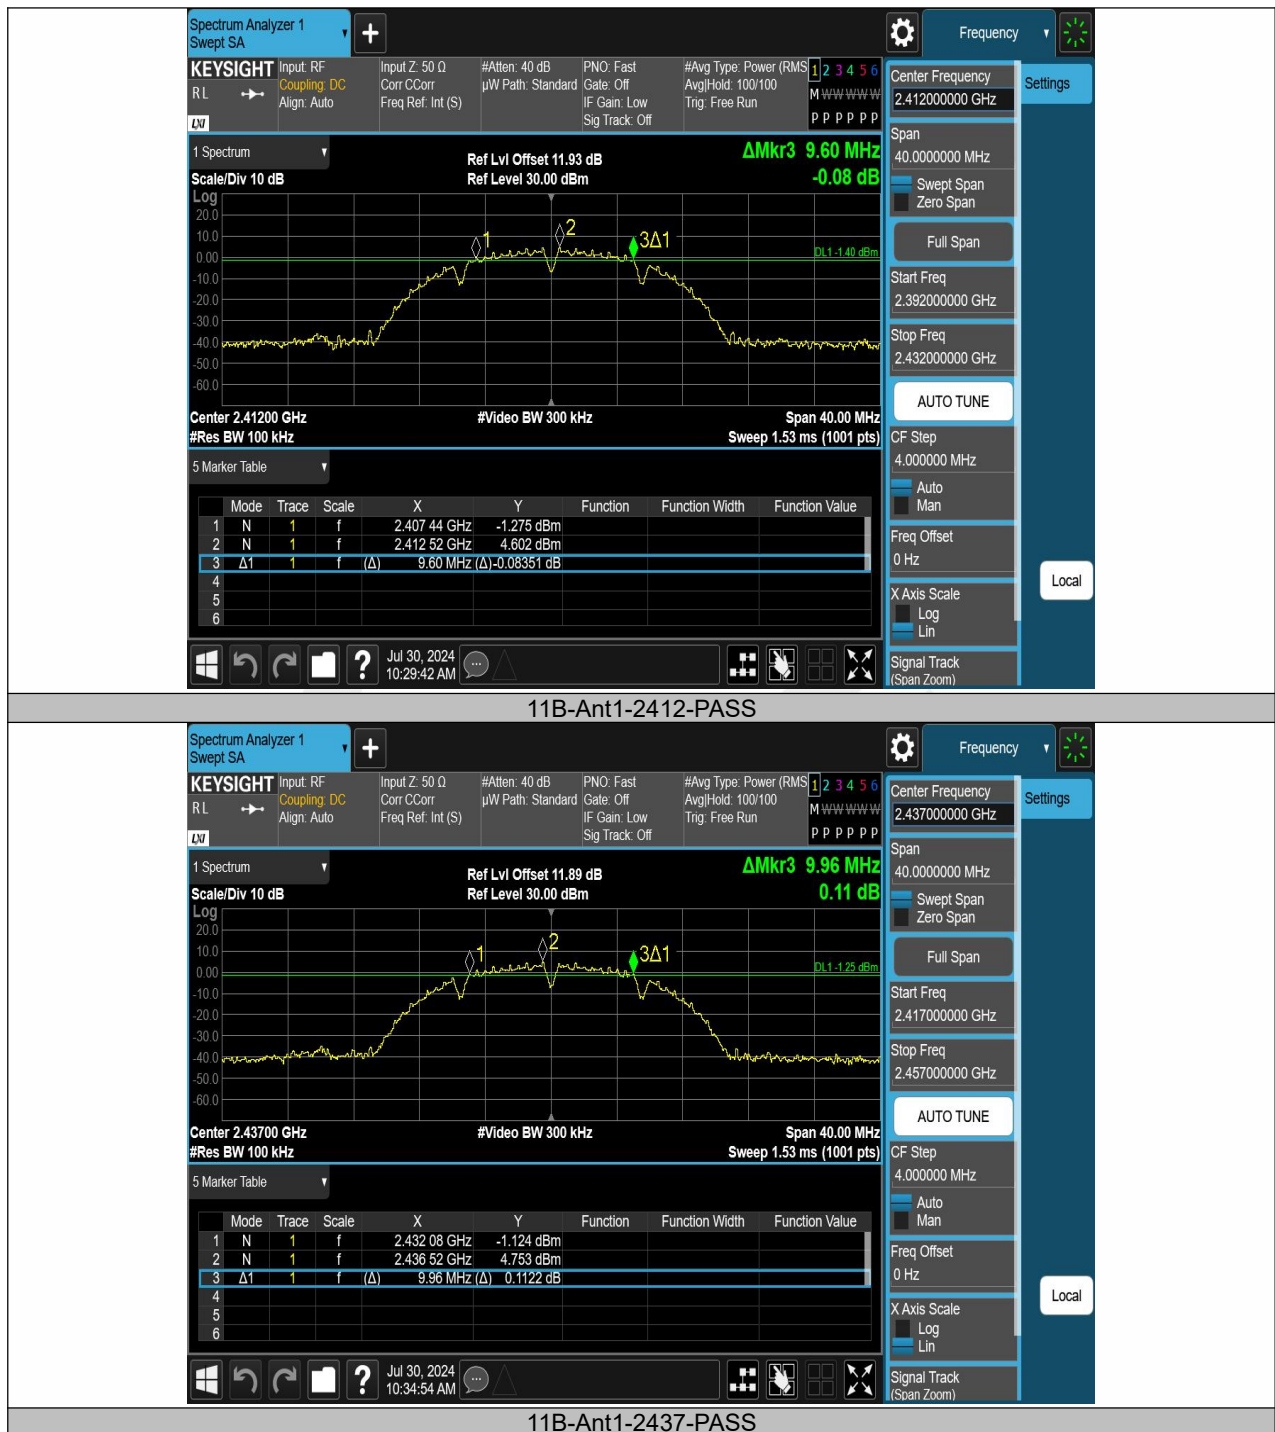 Spectrum Analyzer 1
Swept SA
Frequency
KEYSIGHT Input: RF Input Z: 50 Ω #Atten: 40 dB PNO: Fast #Avg Type: Power (RMS 1 2 3 4 5 6
R L Coupling: DC Corr CCorr µW Path: Standard Gate: Off Avg|Hold: 100/100 M W W W W W
Align: Auto Freq Ref: Int (S) IF Gain: Low Trig: Free Run
LXI Sig Track: Off P P P P P P
Center Frequency
2.412000000 GHz
Settings
Span
40.0000000 MHz
Swept Span
Zero Span
Full Span
Start Freq
2.392000000 GHz
Stop Freq
2.432000000 GHz
AUTO TUNE
CF Step
4.000000 MHz
Auto
Man
Freq Offset
0 Hz
X Axis Scale
Log
Lin
Local
Signal Track
(Span Zoom)
1 Spectrum
Ref Lvl Offset 11.93 dB
ΔMkr3 9.60 MHz
Scale/Div 10 dB
Ref Level 30.00 dBm
-0.08 dB
Log
20.0
10.0
0.00
-10.0
-20.0
-30.0
-40.0
-50.0
-60.0
1
2
3Δ1
DL1 -1.40 dBm
Center 2.41200 GHz #Video BW 300 kHz Span 40.00 MHz
#Res BW 100 kHz Sweep 1.53 ms (1001 pts)
5 Marker Table
Mode Trace Scale X Y Function Function Width Function Value
1 N 1 f 2.407 44 GHz -1.275 dBm
2 N 1 f 2.412 52 GHz 4.602 dBm
3 Δ1 1 f (Δ) 9.60 MHz (Δ) -0.08351 dB
4
5
6
?
Jul 30, 2024
10:29:42 AM
11B-Ant1-2412-PASS
Spectrum Analyzer 1
Swept SA
Frequency
KEYSIGHT Input: RF Input Z: 50 Ω #Atten: 40 dB PNO: Fast #Avg Type: Power (RMS 1 2 3 4 5 6
R L Coupling: DC Corr CCorr µW Path: Standard Gate: Off Avg|Hold: 100/100 M W W W W W
Align: Auto Freq Ref: Int (S) IF Gain: Low Trig: Free Run
LXI Sig Track: Off P P P P P P
Center Frequency
2.437000000 GHz
Settings
Span
40.0000000 MHz
Swept Span
Zero Span
Full Span
Start Freq
2.417000000 GHz
Stop Freq
2.457000000 GHz
AUTO TUNE
CF Step
4.000000 MHz
Auto
Man
Freq Offset
0 Hz
X Axis Scale
Log
Lin
Local
Signal Track
(Span Zoom)
1 Spectrum
Ref Lvl Offset 11.89 dB
ΔMkr3 9.96 MHz
Scale/Div 10 dB
Ref Level 30.00 dBm
0.11 dB
Log
20.0
10.0
0.00
-10.0
-20.0
-30.0
-40.0
-50.0
-60.0
1
2
3Δ1
DL1 -1.25 dBm
Center 2.43700 GHz #Video BW 300 kHz Span 40.00 MHz
#Res BW 100 kHz Sweep 1.53 ms (1001 pts)
5 Marker Table
Mode Trace Scale X Y Function Function Width Function Value
1 N 1 f 2.432 08 GHz -1.124 dBm
2 N 1 f 2.436 52 GHz 4.753 dBm
3 Δ1 1 f (Δ) 9.96 MHz (Δ) 0.1122 dB
4
5
6
?
Jul 30, 2024
10:34:54 AM
11B-Ant1-2437-PASS